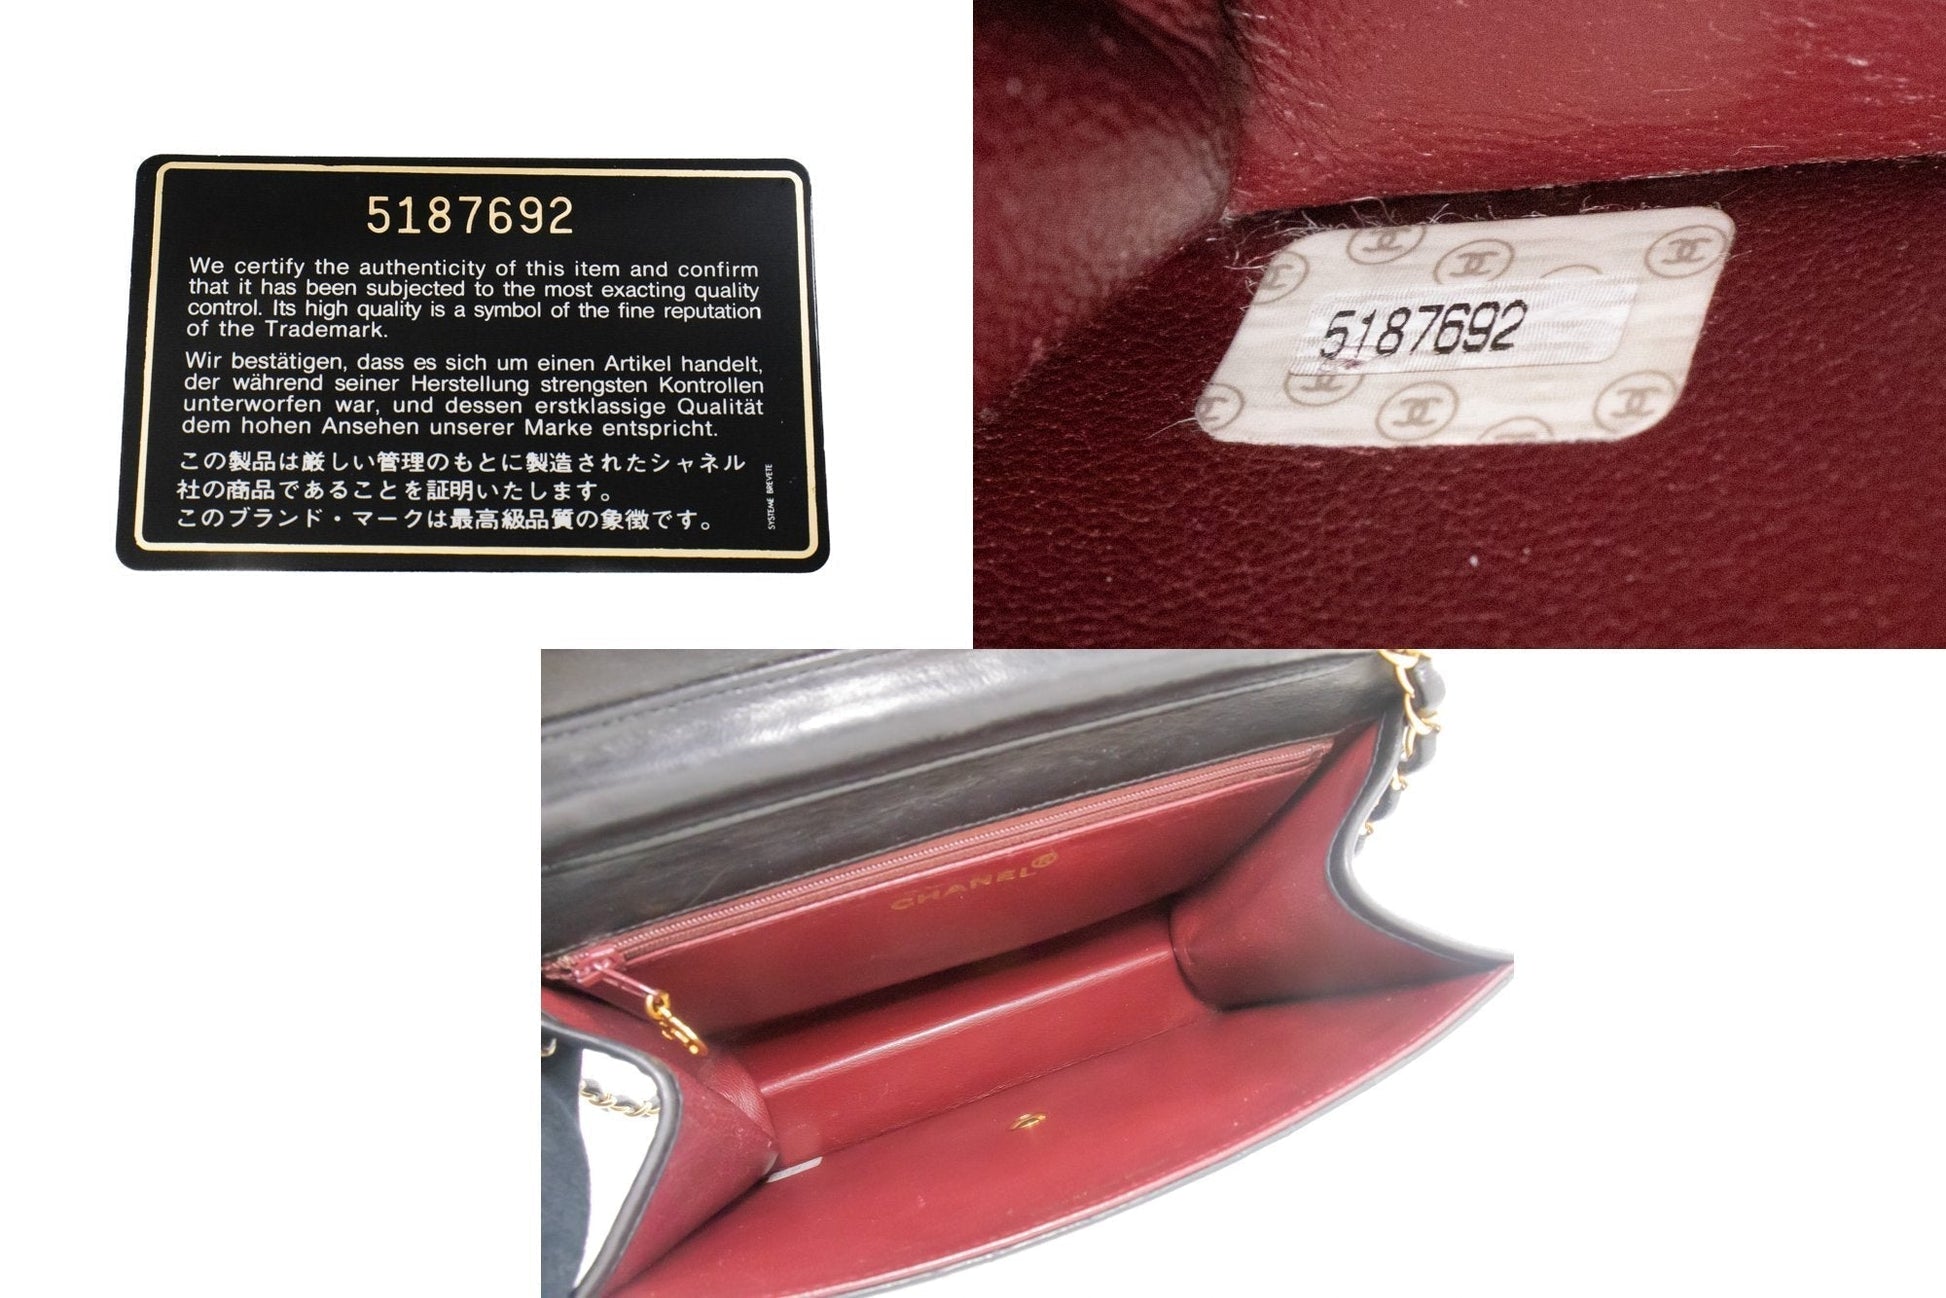 5187692
We certify the authenticity of this item and confirm
that it has been subjected to the most exacting quality
control. Its high quality is a symbol of the fine reputation
of the Trademark.
Wir bestätigen, dass es sich um einen Artikel handelt,
der während seiner Herstellung strengsten Kontrollen
unterworfen war, und dessen erstklassige Qualität
dem hohen Ansehen unserer Marke entspricht.
この製品は厳しい管理のもとに製造されたシャネル
社の商品であることを証明いたします。
このブランド・マークは最高級品質の象徴です。
SYSTEME BREVETE
5187692
CHANEL®